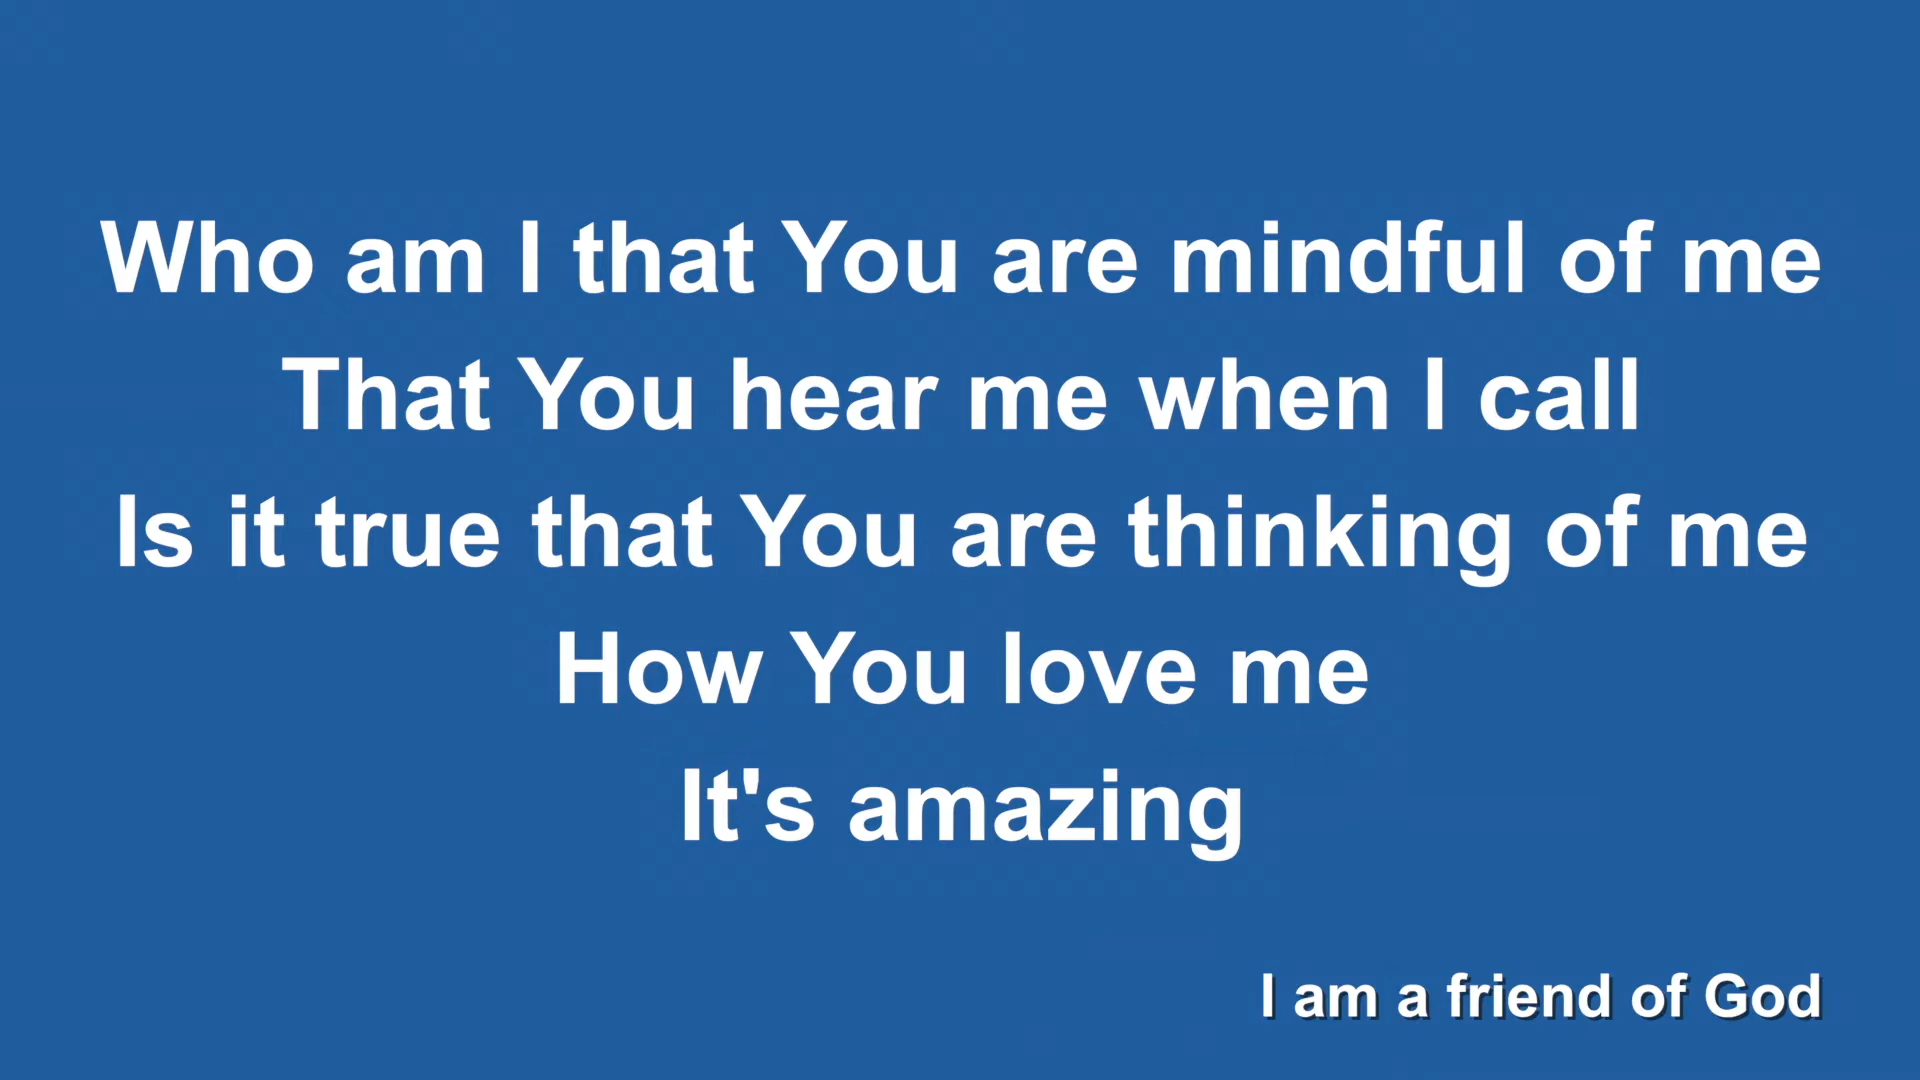 Who am I that You are mindful of me
That You hear me when I call
Is it true that You are thinking of me
How You love me
It's amazing
I am a friend of God